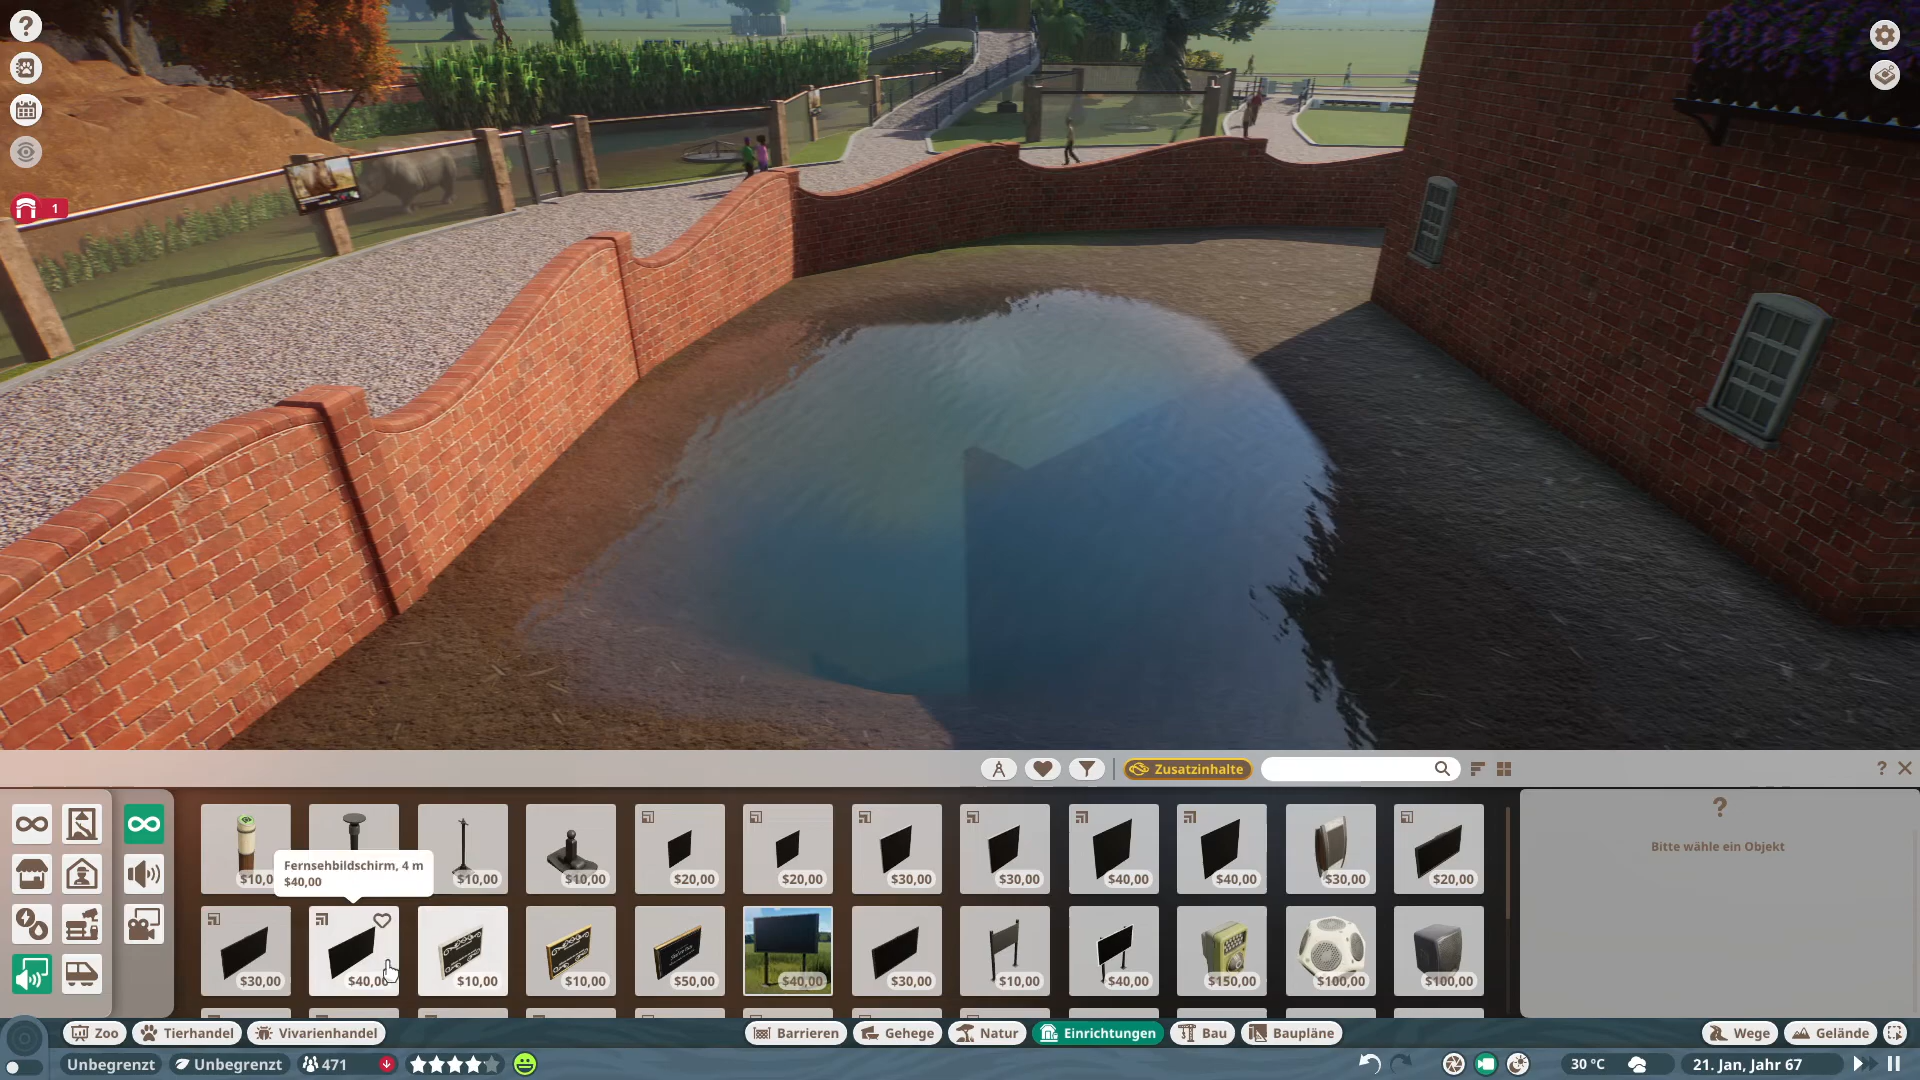 1
Zusatzinhalte
Fernsehbildschirm, 4 m
$40,00
$10,0
$10,00
$10,00
$20,00
$20,00
$30,00
$30,00
$40,00
$40,00
$30,00
$20,00
$30,00
$40,00
$10,00
$10,00
$50,00
$40,00
$30,00
$10,00
$40,00
$150,00
$100,00
$100,00
?
Bitte wähle ein Objekt
Zoo
Tierhandel
Vivarienhandel
Barrieren
Gehege
Natur
Einrichtungen
Bau
Baupläne
Wege
Gelände
Unbegrenzt
Unbegrenzt
471
30 °C
21. Jan, Jahr 67